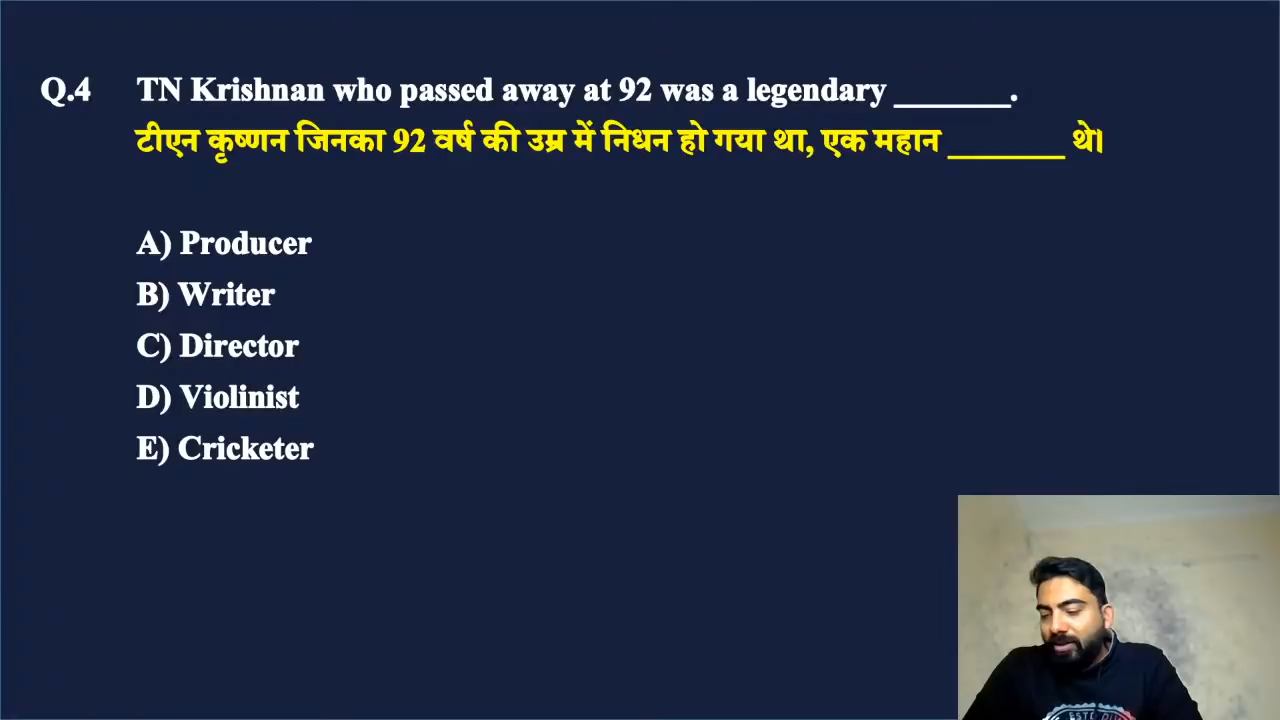 Q.4 TN Krishnan who passed away at 92 was a legendary _______.
टीएन कृष्णन जिनका 92 वर्ष की उम्र में निधन हो गया था, एक महान _______ थे।
A) Producer
B) Writer
C) Director
D) Violinist
E) Cricketer